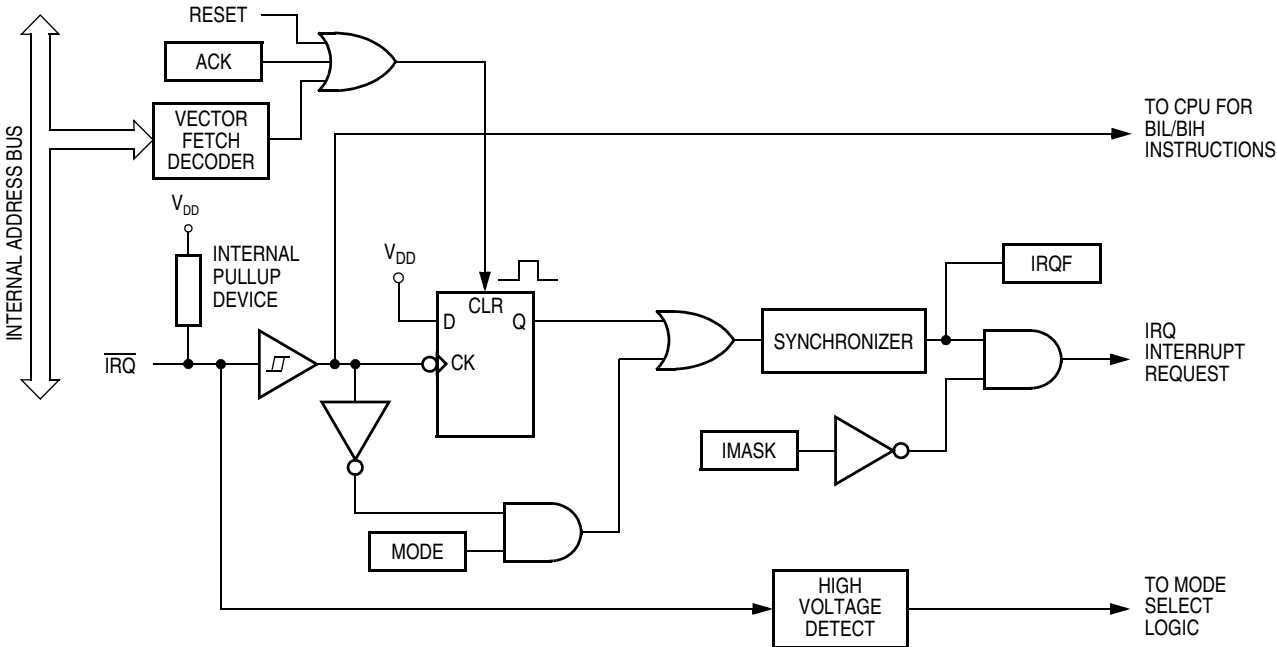 RESET
ACK
VECTOR
FETCH
DECODER
INTERNAL ADDRESS BUS
TO CPU FOR
BIL/BIH
INSTRUCTIONS
VDD
INTERNAL
PULLUP
DEVICE
VDD
CLR
D
Q
CK
IRQF
IRQ
SYNCHRONIZER
IRQ
INTERRUPT
REQUEST
IMASK
MODE
HIGH
VOLTAGE
DETECT
TO MODE
SELECT
LOGIC